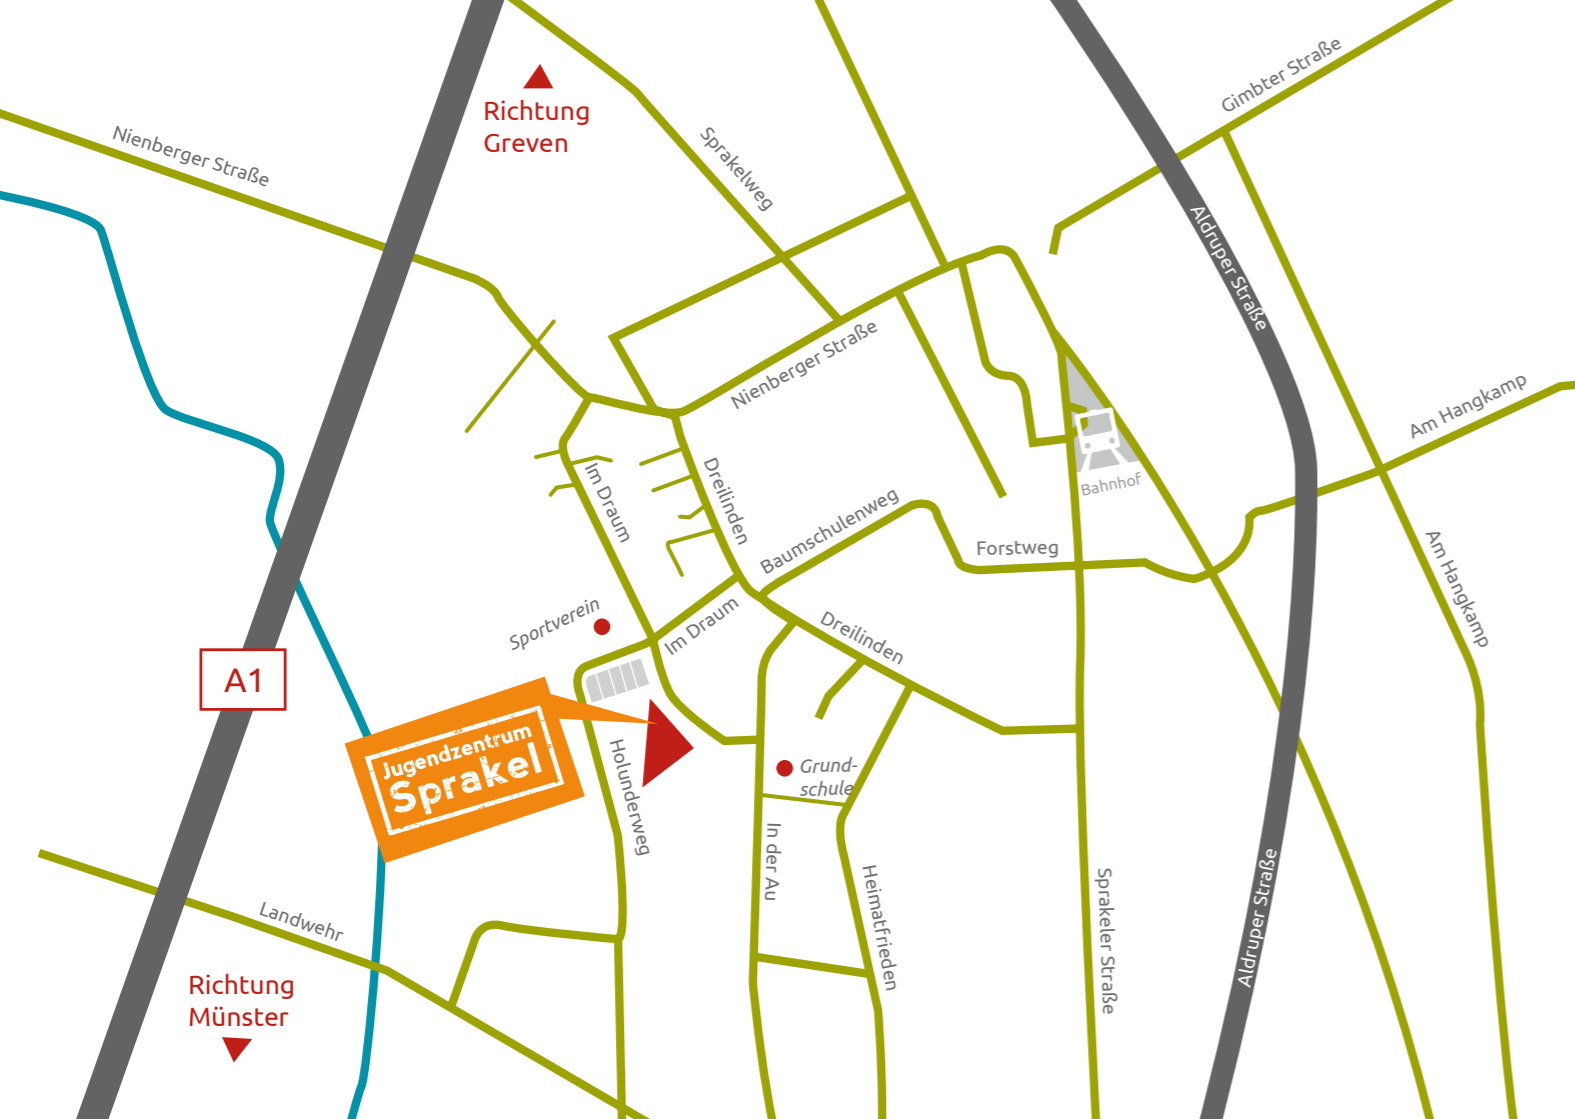 Gimbter Straße
Richtung
Greven
Nienberger Straße
Sprakelweg
Aldruper Straße
Nienberger Straße
Am Hangkamp
Bahnhof
Im Draum
Dreilinden
Baumschulenweg
Forstweg
Am Hangkamp
Sportverein
Im Draum
Dreilinden
A1
Jugendzentrum
Sprakel
Holunderweg
Grund-
schule
In der Au
Heimatfrieden
Sprakeler Straße
Aldruper Straße
Landwehr
Richtung
Münster